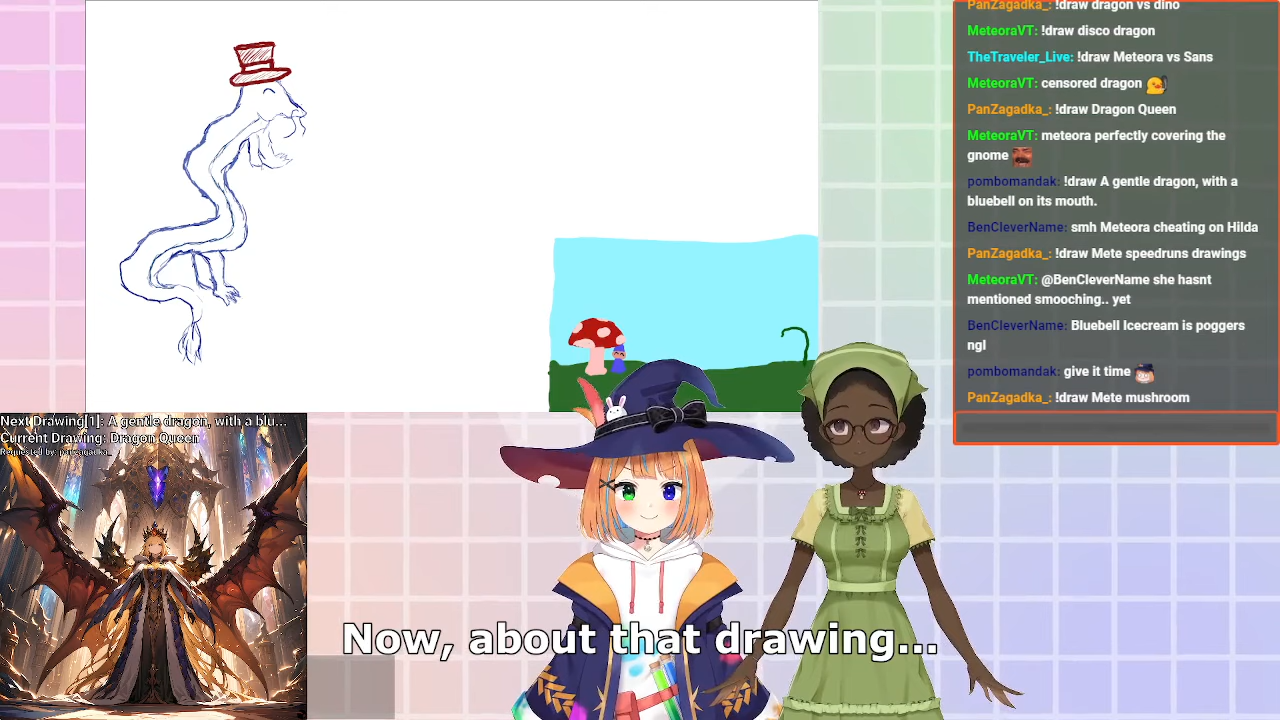 PanZagadka_: !draw dragon vs dino
MeteoraVT: !draw disco dragon
TheTraveler_Live: !draw Meteora vs Sans
MeteoraVT: censored dragon
PanZagadka_: !draw Dragon Queen
MeteoraVT: meteora perfectly covering the
gnome
pombomandak: !draw A gentle dragon, with a
bluebell on its mouth.
BenCleverName: smh Meteora cheating on Hilda
PanZagadka_: !draw Mete speedruns drawings
MeteoraVT: @BenCleverName she hasnt
mentioned smooching.. yet
BenCleverName: Bluebell Icecream is poggers
ngl
pombomandak: give it time
PanZagadka_: !draw Mete mushroom
Next Drawing[1]: A gentle dragon, with a blu...
Current Drawing: Dragon Queen
Requested by: panzagadka_
Now, about that drawing...